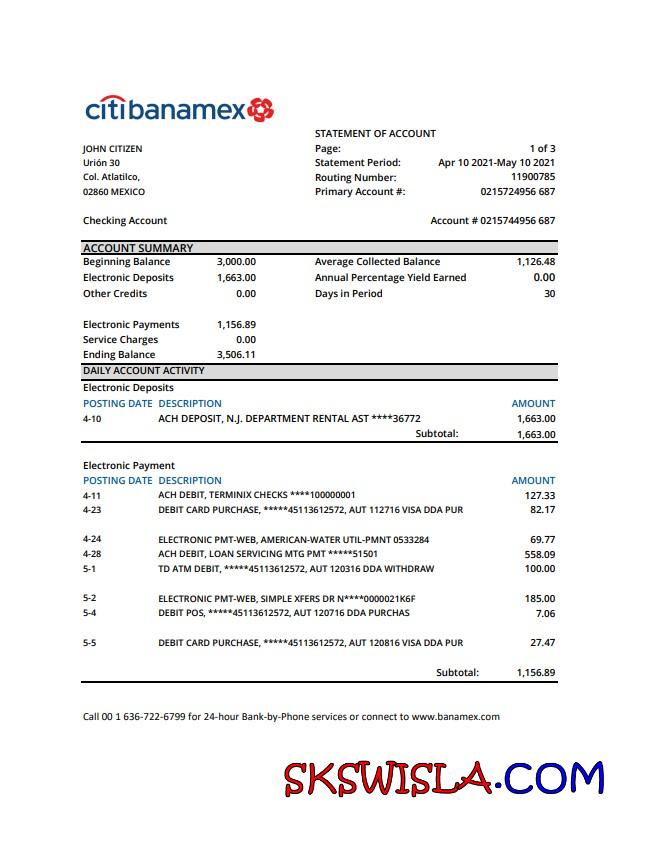 citibanamex
STATEMENT OF ACCOUNT
JOHN CITIZEN Page: 1 of 3
Urión 30 Statement Period: Apr 10 2021-May 10 2021
Col. Atlatilco, Routing Number: 11900785
02860 MEXICO Primary Account #: 0215724956 687
Checking Account Account # 0215744956 687
ACCOUNT SUMMARY
Beginning Balance 3,000.00 Average Collected Balance 1,126.48
Electronic Deposits 1,663.00 Annual Percentage Yield Earned 0.00
Other Credits 0.00 Days in Period 30
Electronic Payments 1,156.89
Service Charges 0.00
Ending Balance 3,506.11
DAILY ACCOUNT ACTIVITY
Electronic Deposits
POSTING DATE DESCRIPTION AMOUNT
4-10 ACH DEPOSIT, N.J. DEPARTMENT RENTAL AST ****36772 1,663.00
Subtotal: 1,663.00
Electronic Payment
POSTING DATE DESCRIPTION AMOUNT
4-11 ACH DEBIT, TERMINIX CHECKS ****100000001 127.33
4-23 DEBIT CARD PURCHASE, *****45113612572, AUT 112716 VISA DDA PUR 82.17
4-24 ELECTRONIC PMT-WEB, AMERICAN-WATER UTIL-PMNT 0533284 69.77
4-28 ACH DEBIT, LOAN SERVICING MTG PMT *****51501 558.09
5-1 TD ATM DEBIT, *****45113612572, AUT 120316 DDA WITHDRAW 100.00
5-2 ELECTRONIC PMT-WEB, SIMPLE XFERS DR N****0000021K6F 185.00
5-4 DEBIT POS, *****45113612572, AUT 120716 DDA PURCHAS 7.06
5-5 DEBIT CARD PURCHASE, *****45113612572, AUT 120816 VISA DDA PUR 27.47
Subtotal: 1,156.89
Call 00 1 636-722-6799 for 24-hour Bank-by-Phone services or connect to www.banamex.com
SKSWISLA.COM